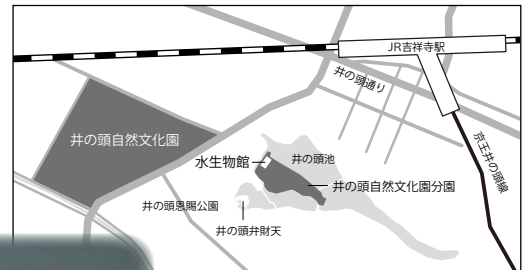 JR吉祥寺駅
井の頭通り
京王井の頭線
井の頭自然文化園
水生物館
井の頭池
井の頭自然文化園分園
井の頭恩賜公園
井の頭弁財天